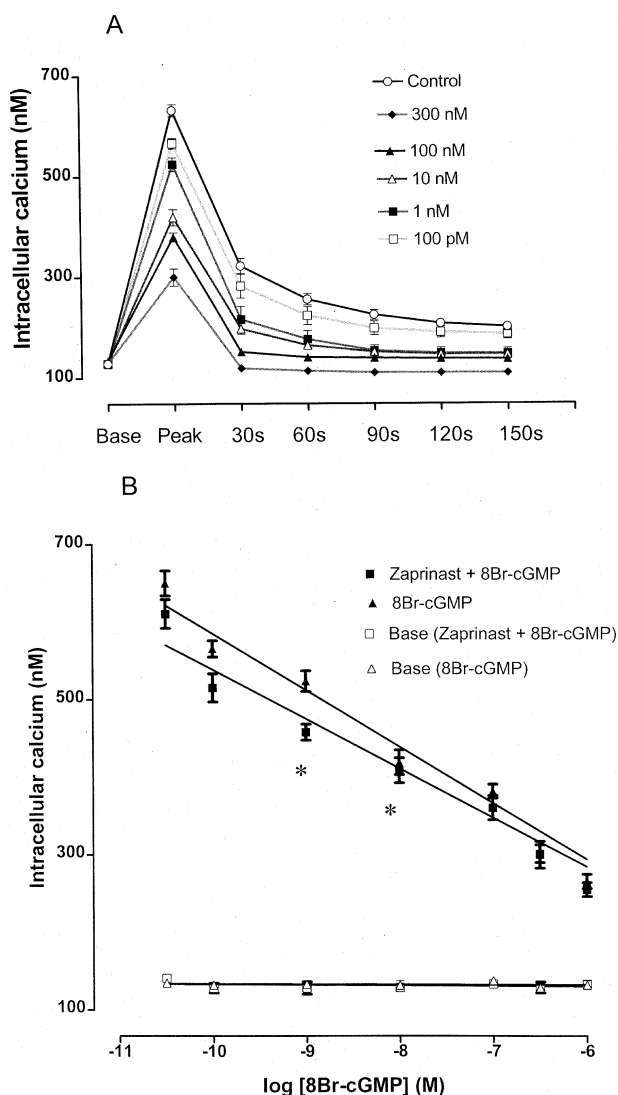 A
Intracellular calcium (nM)
700
500
300
100
Control
300 nM
100 nM
10 nM
1 nM
100 pM
Base Peak 30s 60s 90s 120s 150s
B
Intracellular calcium (nM)
700
500
300
100
Zaprinast + 8Br-cGMP
8Br-cGMP
Base (Zaprinast + 8Br-cGMP)
Base (8Br-cGMP)
*
*
-11 -10 -9 -8 -7 -6
log [8Br-cGMP] (M)